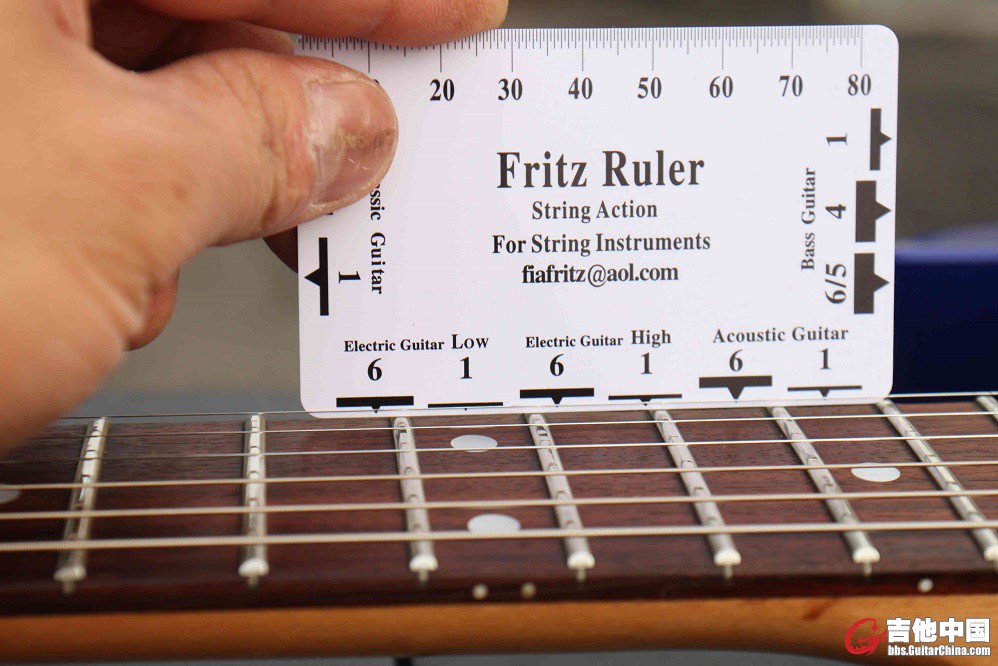 20 30 40 50 60 70 80
Fritz Ruler
String Action
For String Instruments
fiafritz@aol.com
Guitar
1
Bass Guitar
1
4
6/5
Electric Guitar Low
6 1
Electric Guitar High
6 1
Acoustic Guitar
6 1
吉他中国
bbs.GuitarChina.com